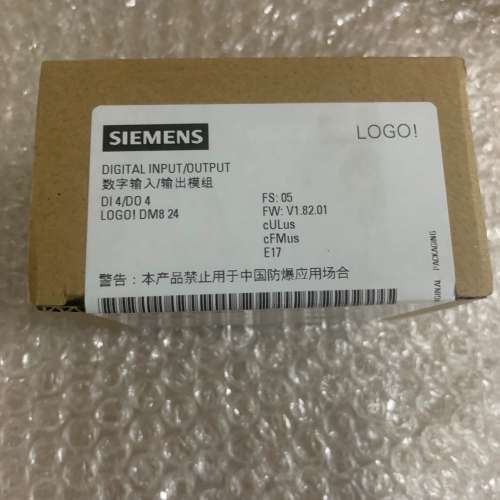 SIEMENS
LOGO!
DIGITAL INPUT/OUTPUT
数字输入/输出模组
DI 4/DO 4
LOGO! DM8 24
FS: 05
FW: V1.82.01
cULus
cFMus
E17
警告：本产品禁止用于中国防爆应用场合
PACKAGING